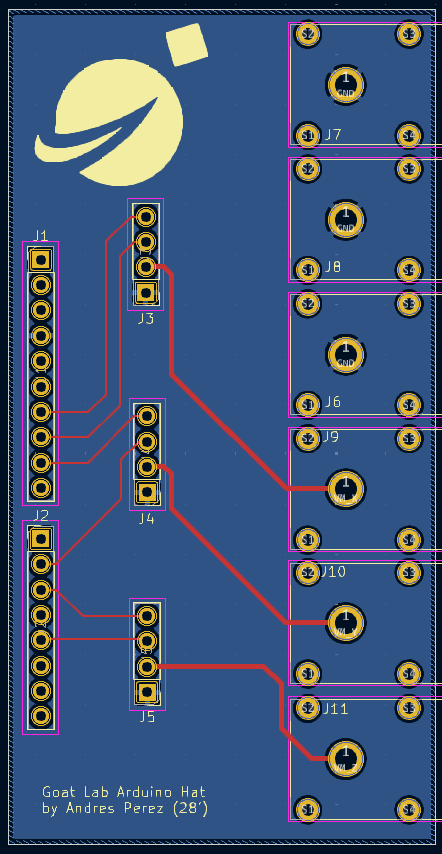 S2 S3
1
GND
S1 J7 S4
S2 S3
1
GND
S1 J8 S4
S2 S3
1
GND
S1 J6 S4
S2 J9 S3
1
S1 S4
S2 J10 S3
1
S1 S4
S2 J11 S3
1
S1 S4
J1
J3
J2
J4
J5
Goat Lab Arduino Hat
by Andres Perez (28')